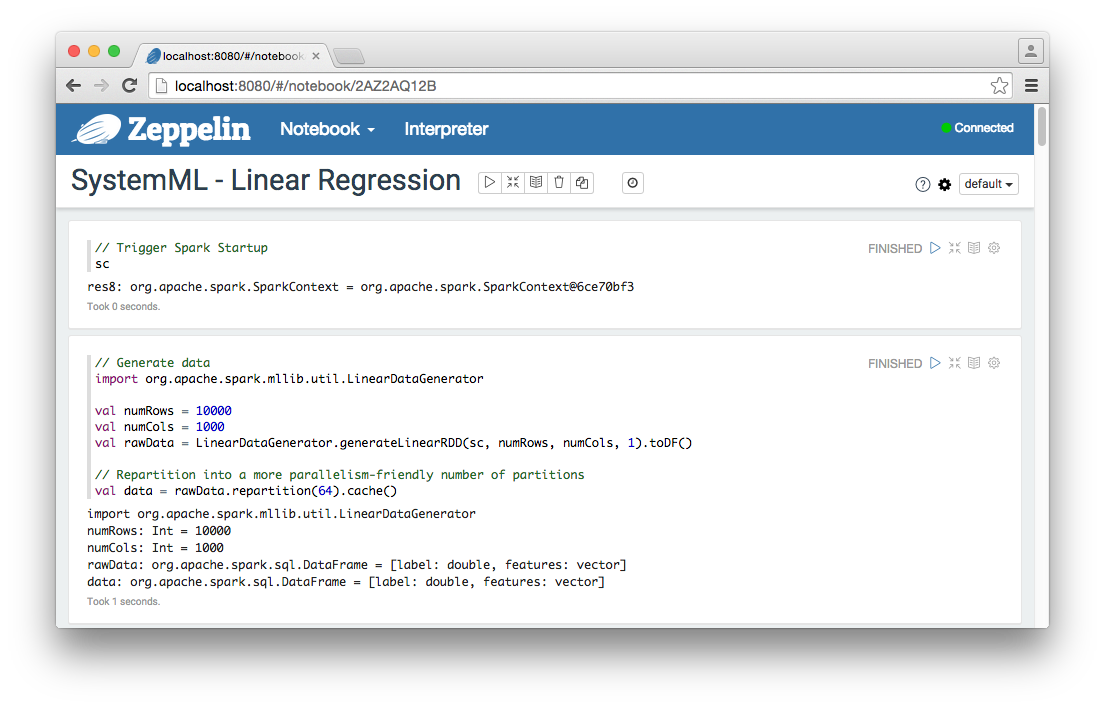 localhost:8080/#/notebook
localhost:8080/#/notebook/2AZ2AQ12B
Zeppelin Notebook Interpreter Connected
SystemML - Linear Regression default
// Trigger Spark Startup FINISHED
sc
res8: org.apache.spark.SparkContext = org.apache.spark.SparkContext@6ce70bf3
Took 0 seconds.
// Generate data FINISHED
import org.apache.spark.mllib.util.LinearDataGenerator
val numRows = 10000
val numCols = 1000
val rawData = LinearDataGenerator.generateLinearRDD(sc, numRows, numCols, 1).toDF()
// Repartition into a more parallelism-friendly number of partitions
val data = rawData.repartition(64).cache()
import org.apache.spark.mllib.util.LinearDataGenerator
numRows: Int = 10000
numCols: Int = 1000
rawData: org.apache.spark.sql.DataFrame = [label: double, features: vector]
data: org.apache.spark.sql.DataFrame = [label: double, features: vector]
Took 1 seconds.